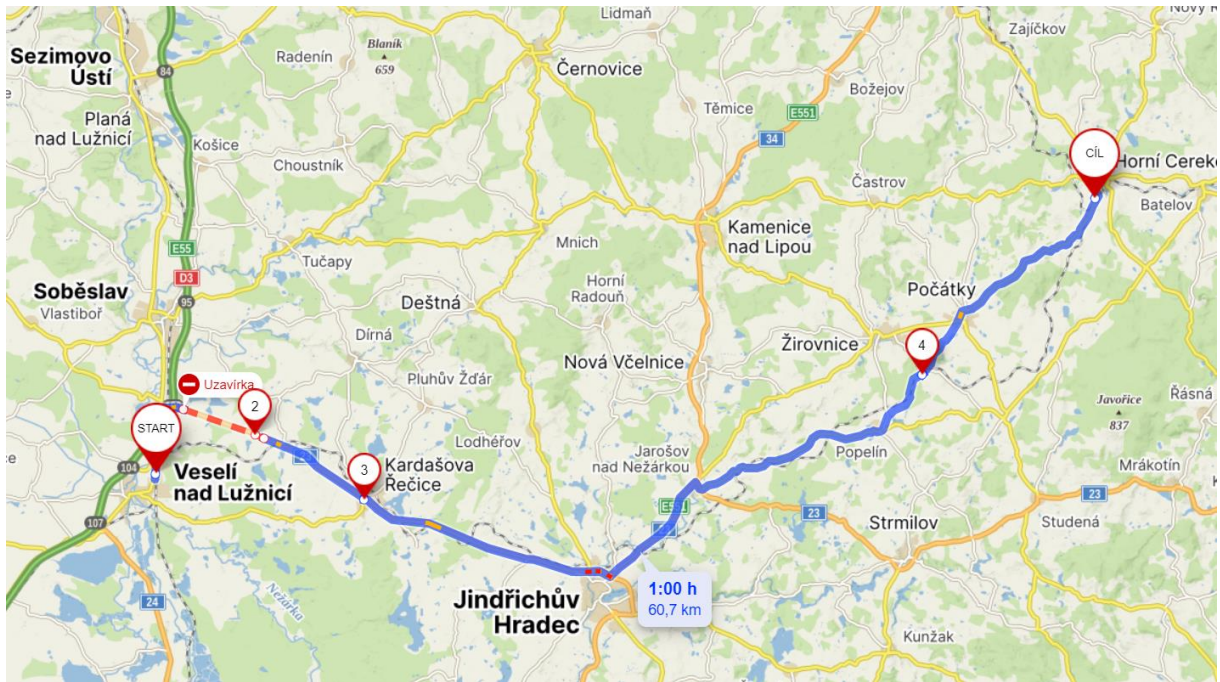 Lidmaň
Zajíčkov
Sezimovo
Ústí
Radenín
Blaník
659
Černovice
84
Božejov
Planá
nad Lužnicí
Košice
Těmice
E551
34
Choustník
CÍL
Horní Cereke
Častrov
Batelov
E55
Kamenice
nad Lipou
Mnich
Tučapy
D3
Soběslav
95
Vlastiboř
Deštná
Horní
Radouň
Počátky
Dírná
Žirovnice
4
Nová Včelnice
Uzavírka
Pluhův Žďár
Řásná
Javořice
837
2
START
Lodhéřov
Jarošov
nad Nežárkou
Popelín
104
Veselí
nad Lužnicí
3
Kardašova
Řečice
Mrákotín
23
E551
23
107
Strmilov
Studená
Nežárka
24
Jindřichův
Hradec
1:00 h
60,7 km
Kunžak